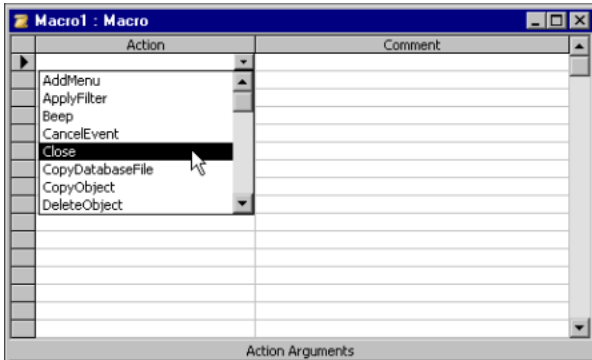 Macro1 : Macro
Action Comment
AddMenu
ApplyFilter
Beep
CancelEvent
Close
CopyDatabaseFile
CopyObject
DeleteObject
Action Arguments